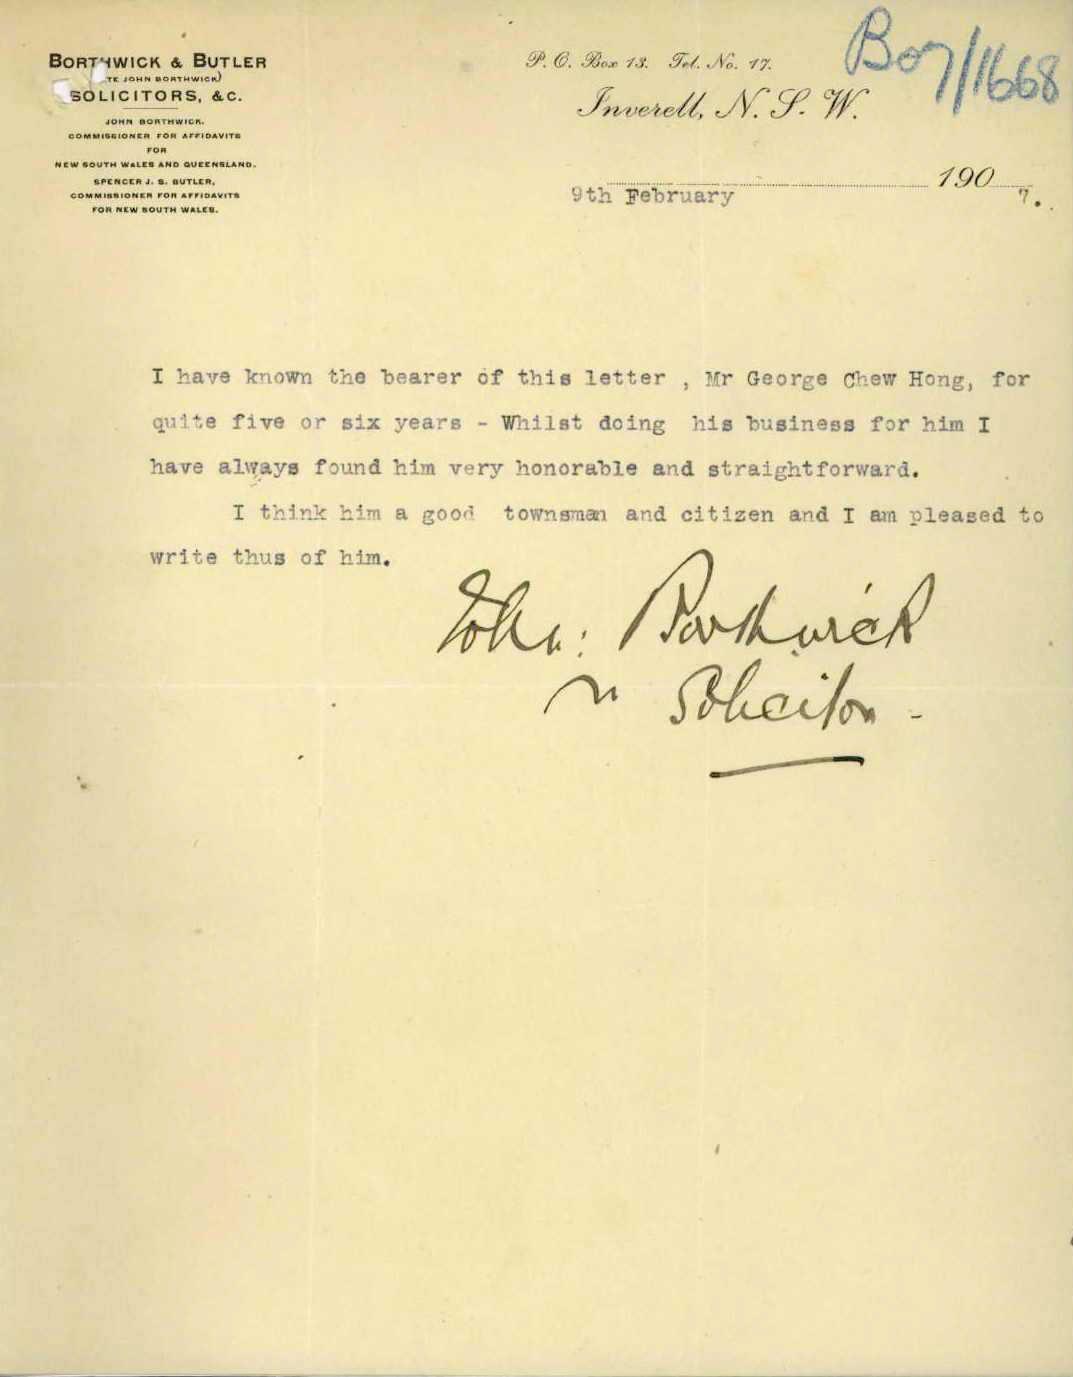 BORTHWICK & BUTLER
JOHN BORTHWICK)
SOLICITORS, &C.
JOHN BORTHWICK.
COMMISSIONER FOR AFFIDAVITS
FOR
NEW SOUTH WALES AND QUEENSLAND.
SPENCER J. S. BUTLER,
COMMISSIONER FOR AFFIDAVITS
FOR NEW SOUTH WALES.
P. O. Box 13. Tel. No. 17.
Inverell, N. S. W.
B07/1668
9th February 1907.
I have known the bearer of this letter , Mr George Chew Hong, for
quite five or six years - Whilst doing his business for him I
have always found him very honorable and straightforward.
I think him a good townsman and citizen and I am pleased to
write thus of him.
John: Borthwick
Solicitor -